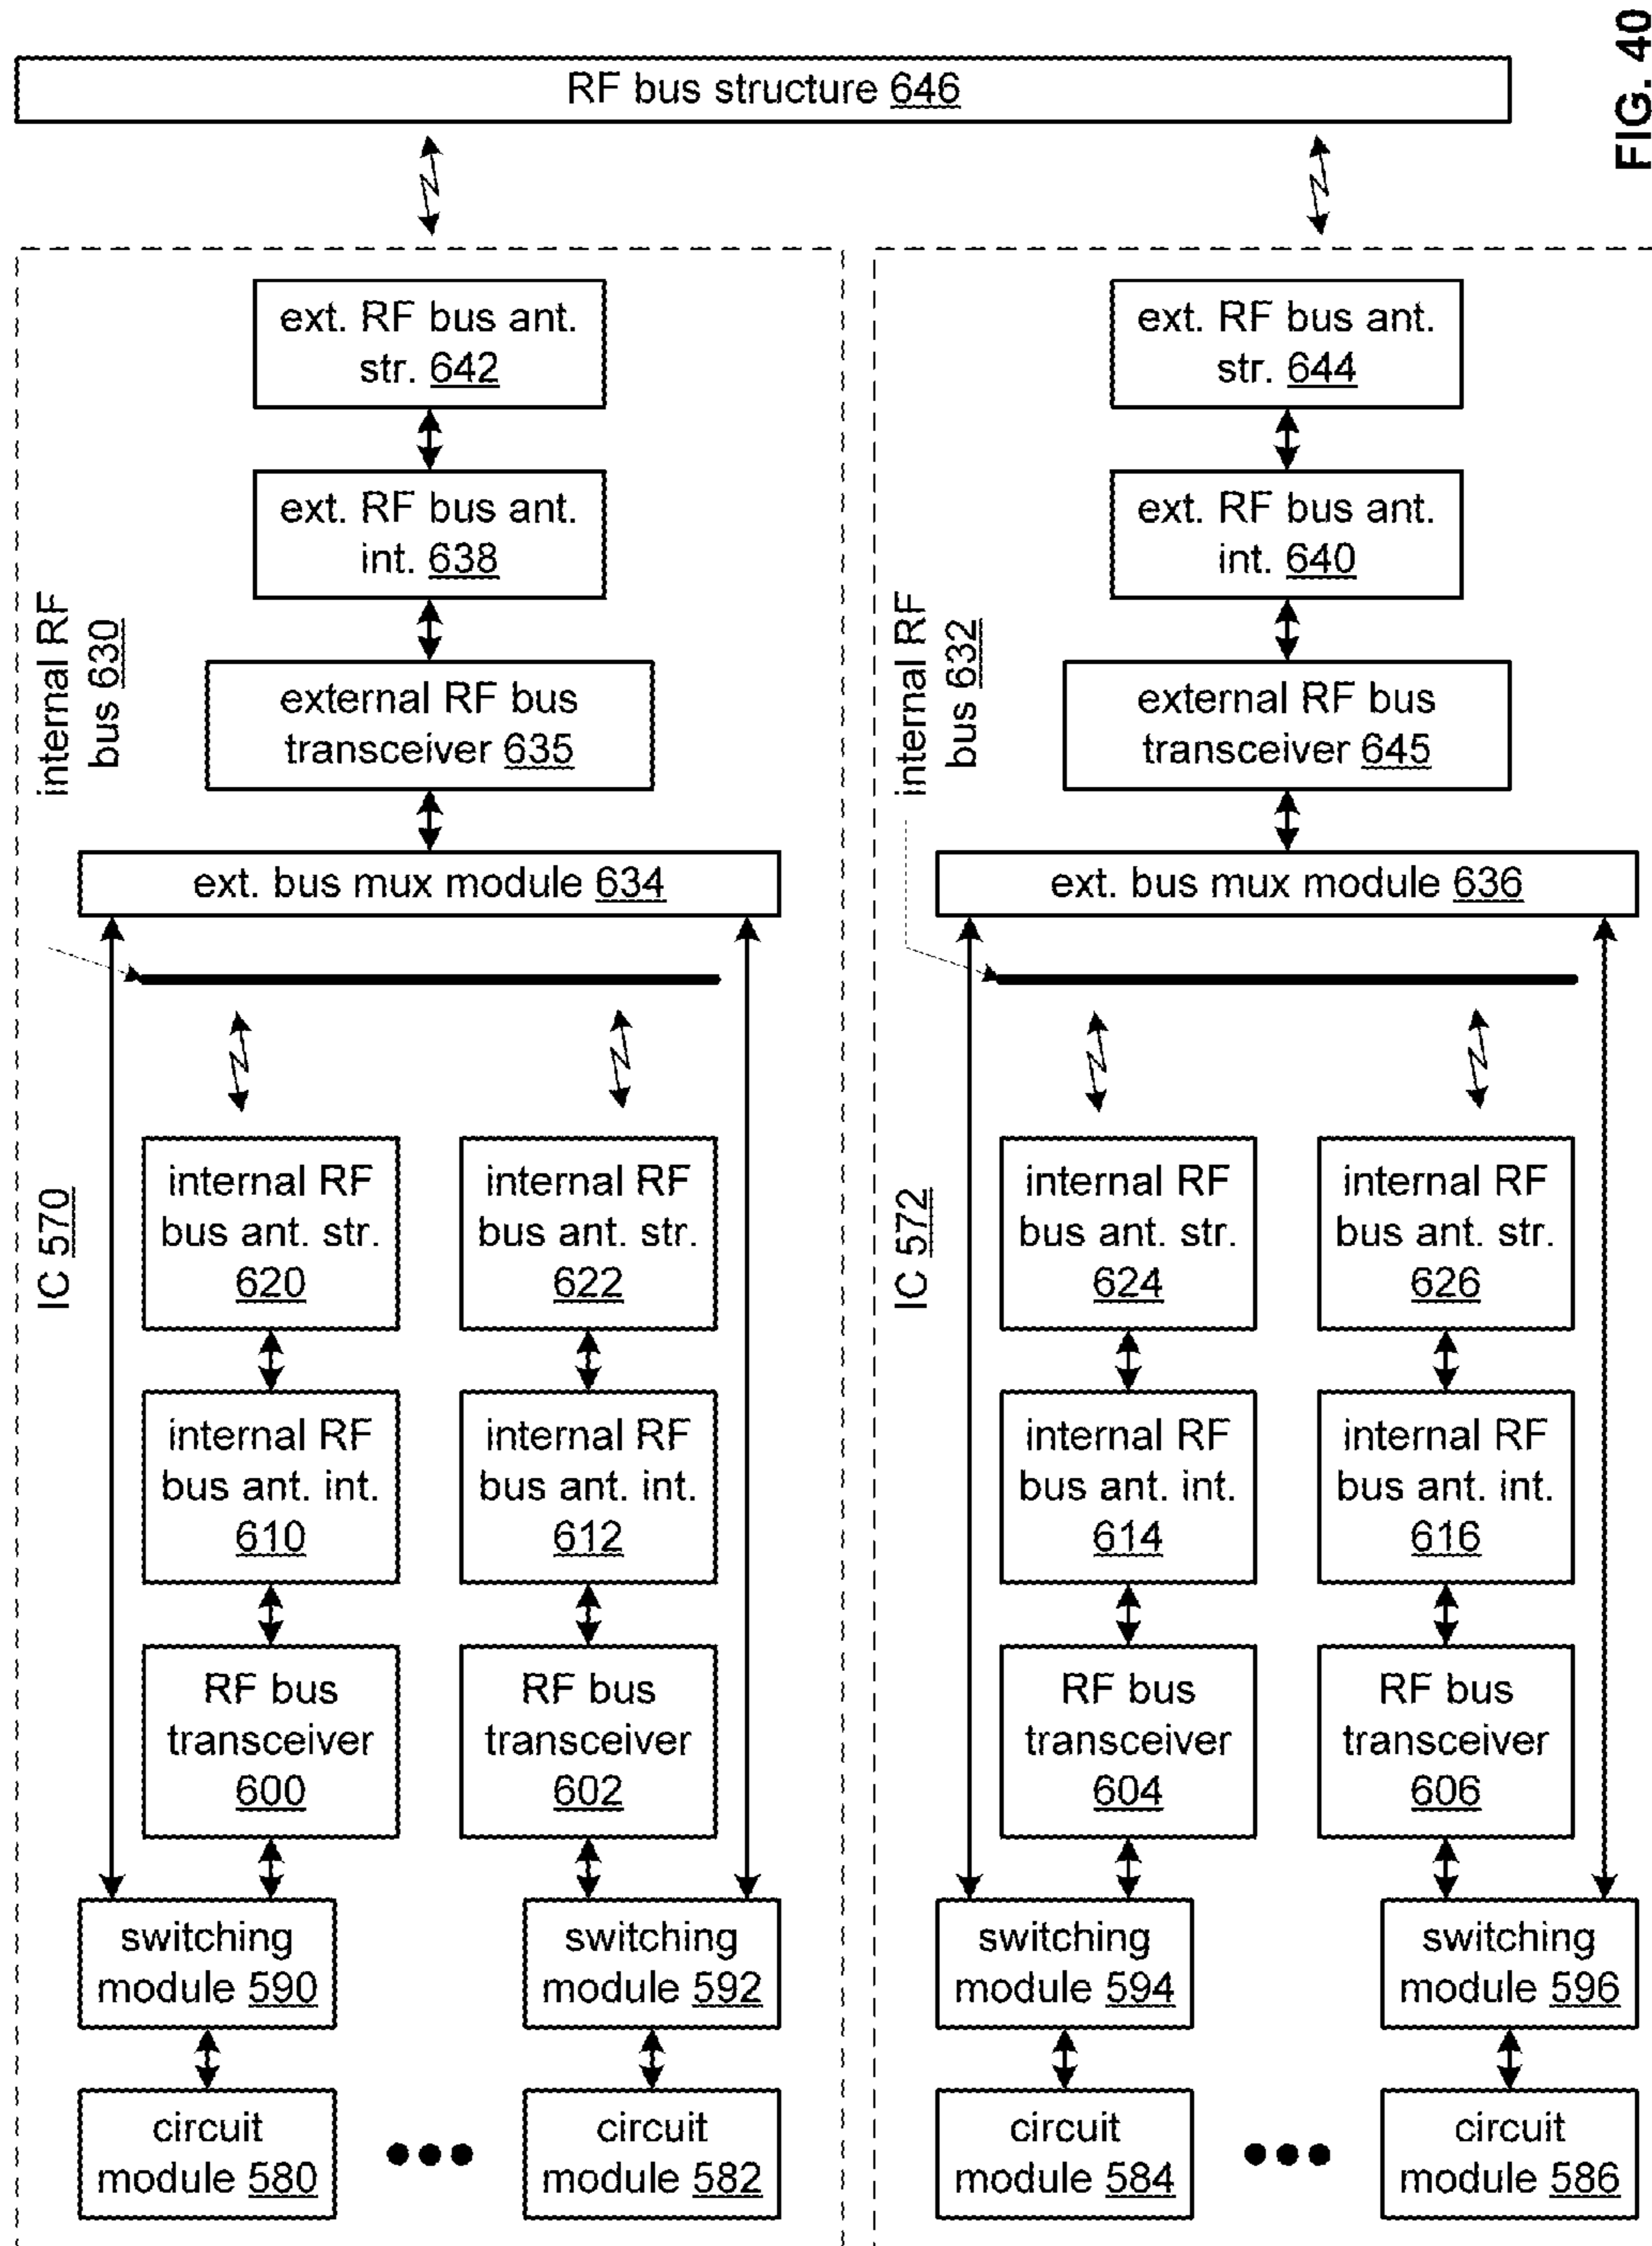 RF bus structure 646
FIG. 40
ext. RF bus ant.
str. 642
ext. RF bus ant.
str. 644
ext. RF bus ant.
int. 638
ext. RF bus ant.
int. 640
internal RF
bus 630
internal RF
bus 632
external RF bus
transceiver 635
external RF bus
transceiver 645
ext. bus mux module 634
ext. bus mux module 636
IC 570
IC 572
internal RF
bus ant. str.
620
internal RF
bus ant. str.
622
internal RF
bus ant. str.
624
internal RF
bus ant. str.
626
internal RF
bus ant. int.
610
internal RF
bus ant. int.
612
internal RF
bus ant. int.
614
internal RF
bus ant. int.
616
RF bus
transceiver
600
RF bus
transceiver
602
RF bus
transceiver
604
RF bus
transceiver
606
switching
module 590
switching
module 592
switching
module 594
switching
module 596
circuit
module 580
circuit
module 582
circuit
module 584
circuit
module 586